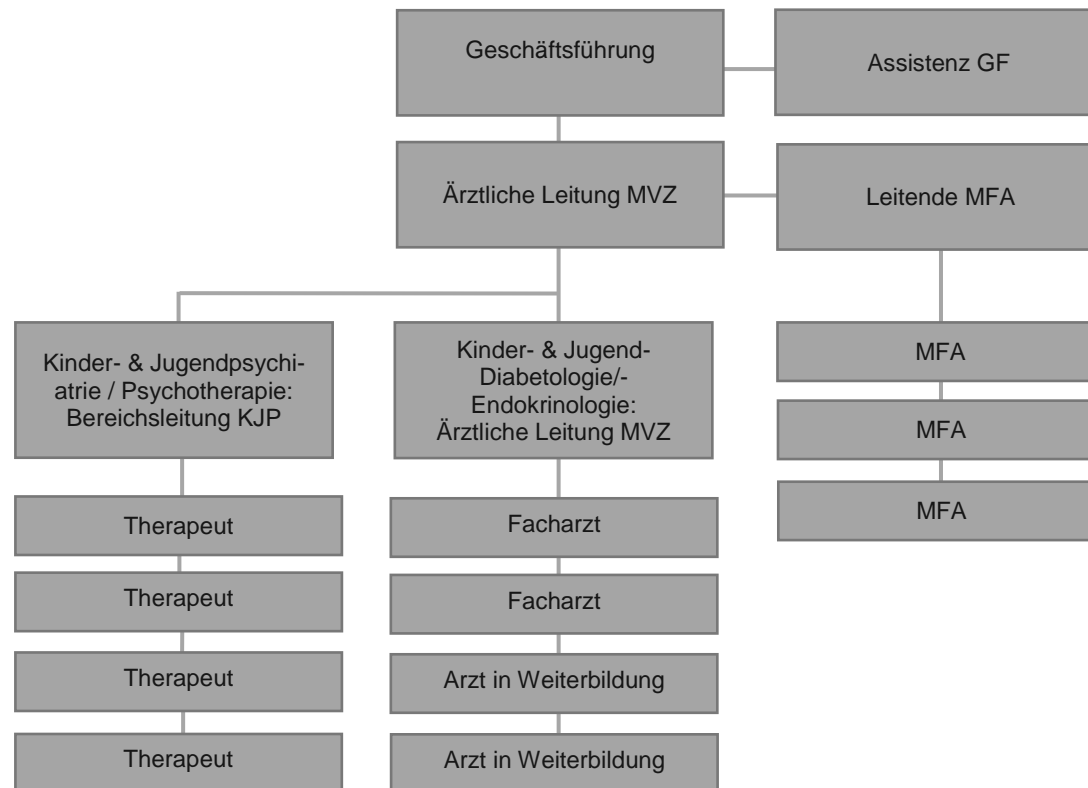 Geschäftsführung
Assistenz GF
Ärztliche Leitung MVZ
Leitende MFA
Kinder- & Jugendpsychi-
atrie / Psychotherapie:
Bereichsleitung KJP
Kinder- & Jugend-
Diabetologie/-
Endokrinologie:
Ärztliche Leitung MVZ
MFA
MFA
MFA
Therapeut
Therapeut
Therapeut
Therapeut
Facharzt
Facharzt
Arzt in Weiterbildung
Arzt in Weiterbildung